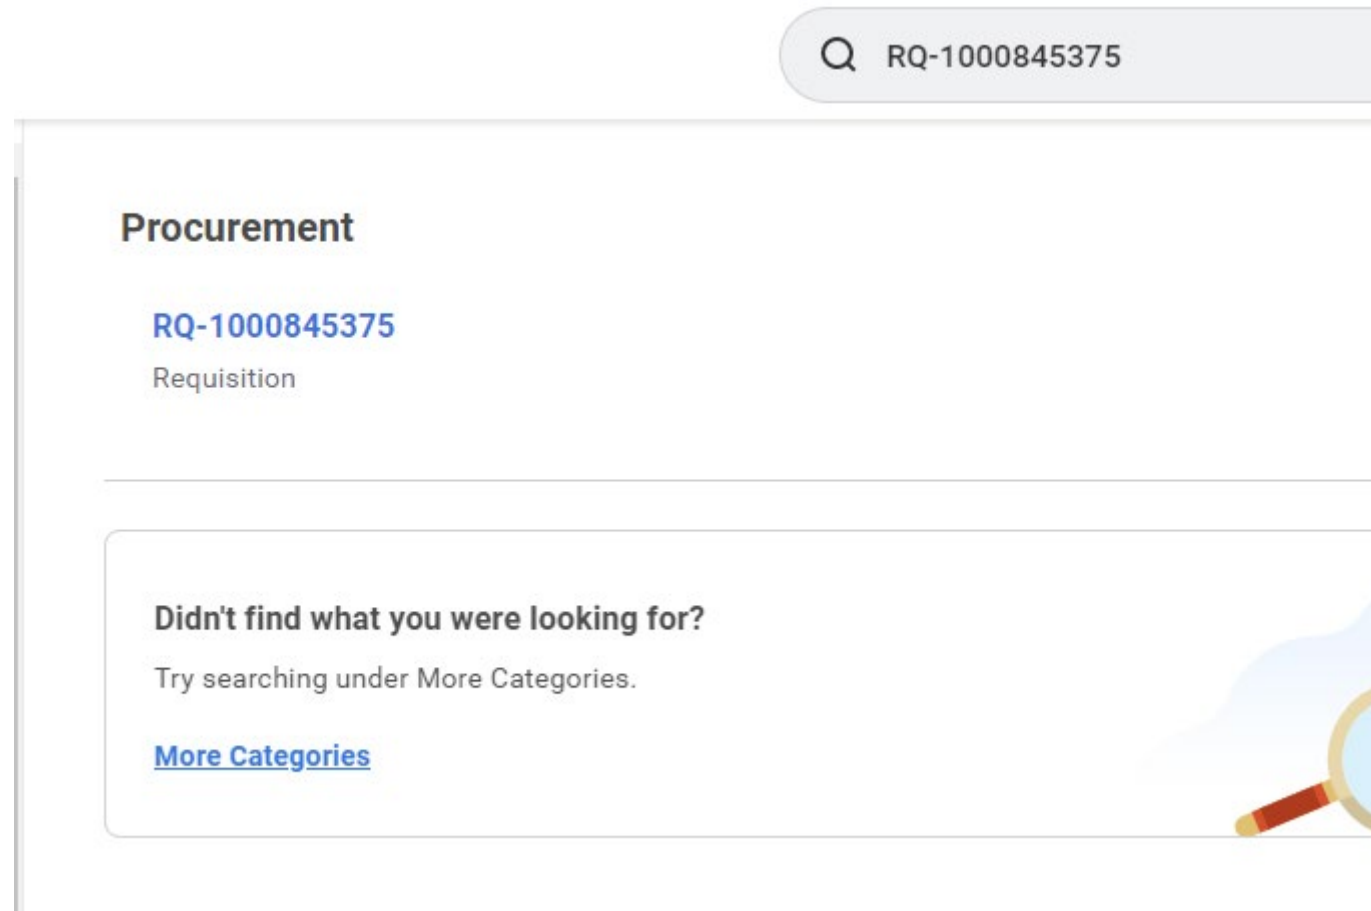 RQ-1000845375
Procurement
RQ-1000845375
Requisition
Didn't find what you were looking for?
Try searching under More Categories.
More Categories